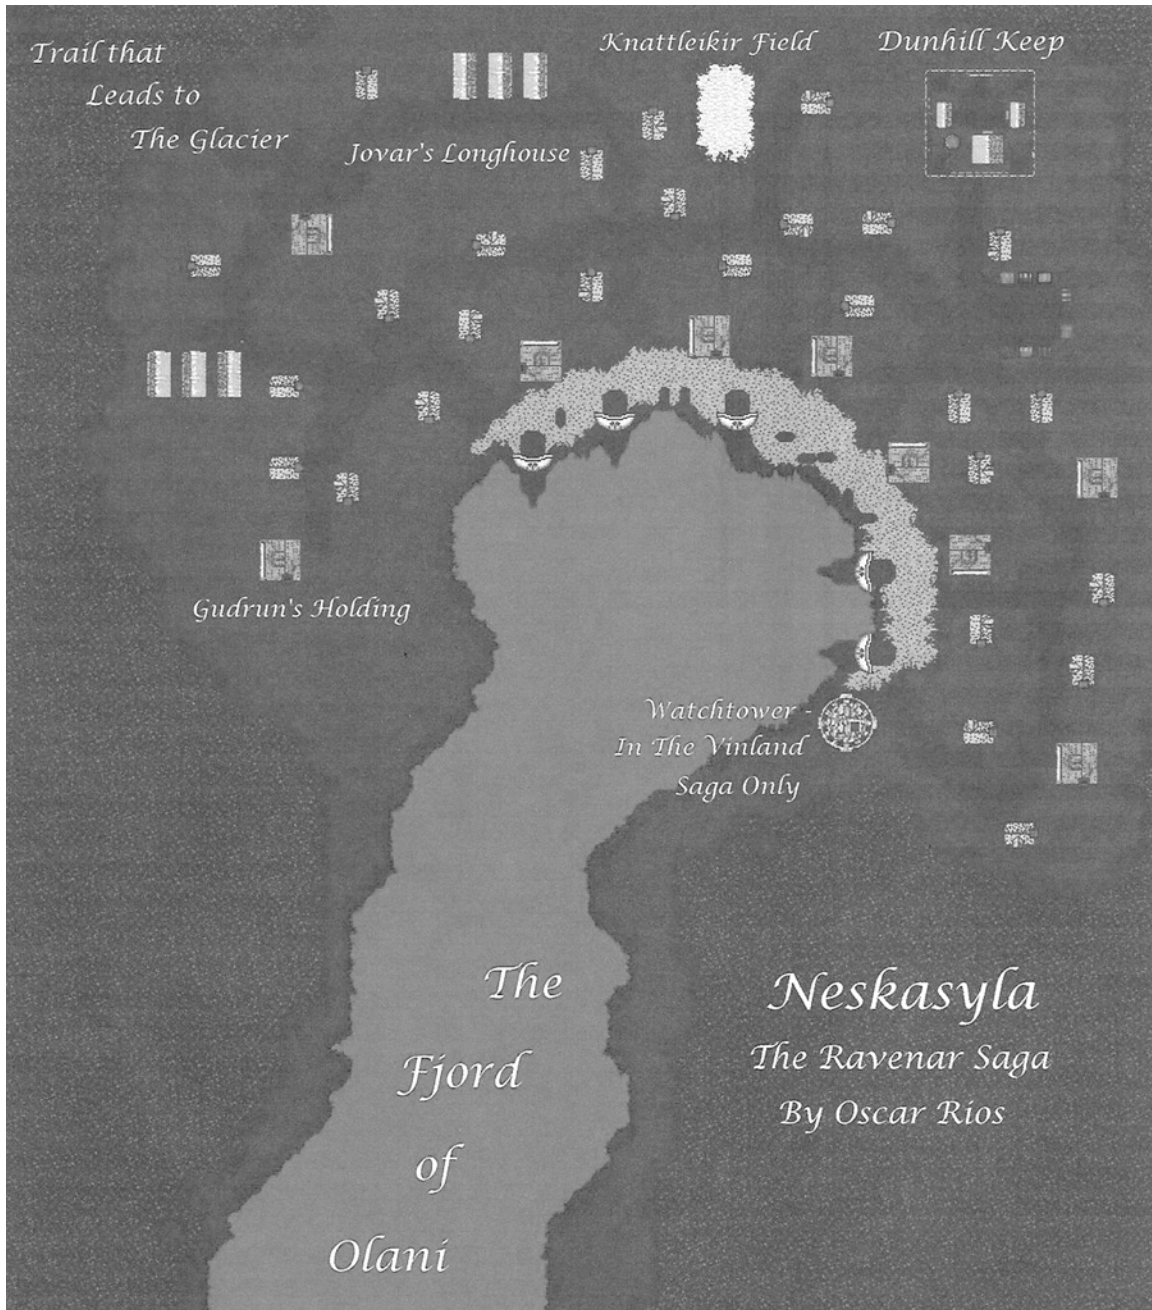 Trail that
Leads to
The Glacier
Jovar's Longhouse
Knattleikir Field
Dunhill Keep
Gudrun's Holding
Watchtower -
In The Vinland
Saga Only
The
Fjord
of
Olani
Neskasyla
The Ravenar Saga
By Oscar Rios